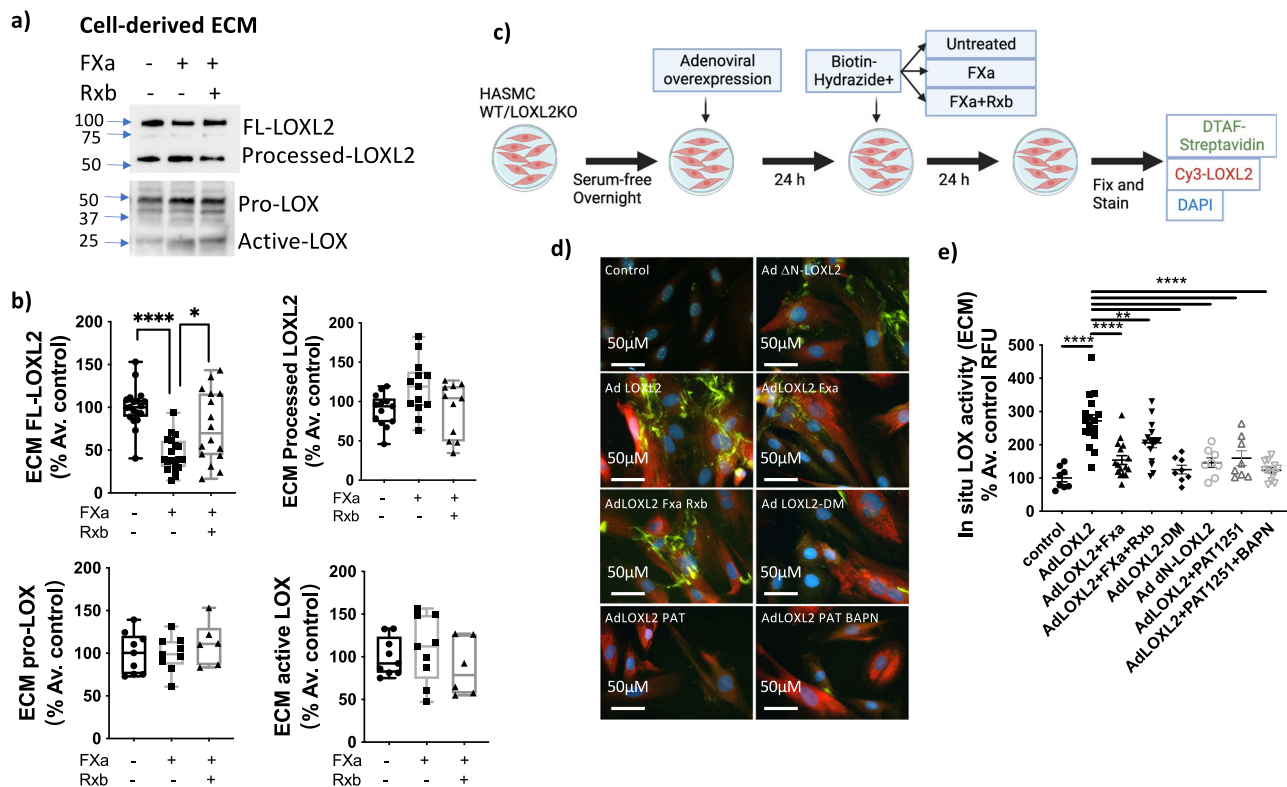 a)
Cell-derived ECM
FXa - + +
Rxb - - +
100
75
50
FL-LOXL2
Processed-LOXL2
50
37
25
Pro-LOX
Active-LOX
b)
ECM FL-LOXL2
(% Av. control)
200
150
100
50
0
FXa - + +
Rxb - - +
ECM Processed LOXL2
(% Av. control)
200
150
100
50
0
FXa - + +
Rxb - - +
****
*
ECM pro-LOX
(% Av. control)
200
150
100
50
0
FXa - + +
Rxb - - +
ECM active LOX
(% Av. control)
200
150
100
50
0
FXa - + +
Rxb - - +
c)
HASMC
WT/LOXL2KO
Serum-free
Overnight
Adenoviral
overexpression
24 h
Biotin-
Hydrazide+
Untreated
FXa
FXa+Rxb
24 h
Fix and
Stain
DTAF-
Streptavidin
Cy3-LOXL2
DAPI
d)
Control
50μM
Ad ΔN-LOXL2
50μM
Ad LOXL2
50μM
AdLOXL2 Fxa
50μM
AdLOXL2 Fxa Rxb
50μM
Ad LOXL2-DM
50μM
AdLOXL2 PAT
50μM
AdLOXL2 PAT BAPN
50μM
e)
In situ LOX activity (ECM)
% Av. control RFU
500
400
300
200
100
0
****
**
****
****
control
AdLOXL2
AdLOXL2+Fxa
AdLOXL2+FXa+Rxb
AdLOXL2-DM
Ad dN-LOXL2
AdLOXL2+PAT1251
AdLOXL2+PAT1251+BAPN